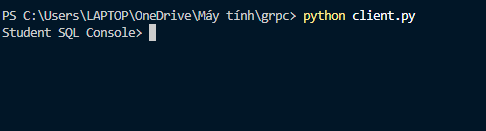 PS C:\Users\LAPTOP\OneDrive\Máy tính\grpc> python client.py
Student SQL Console>